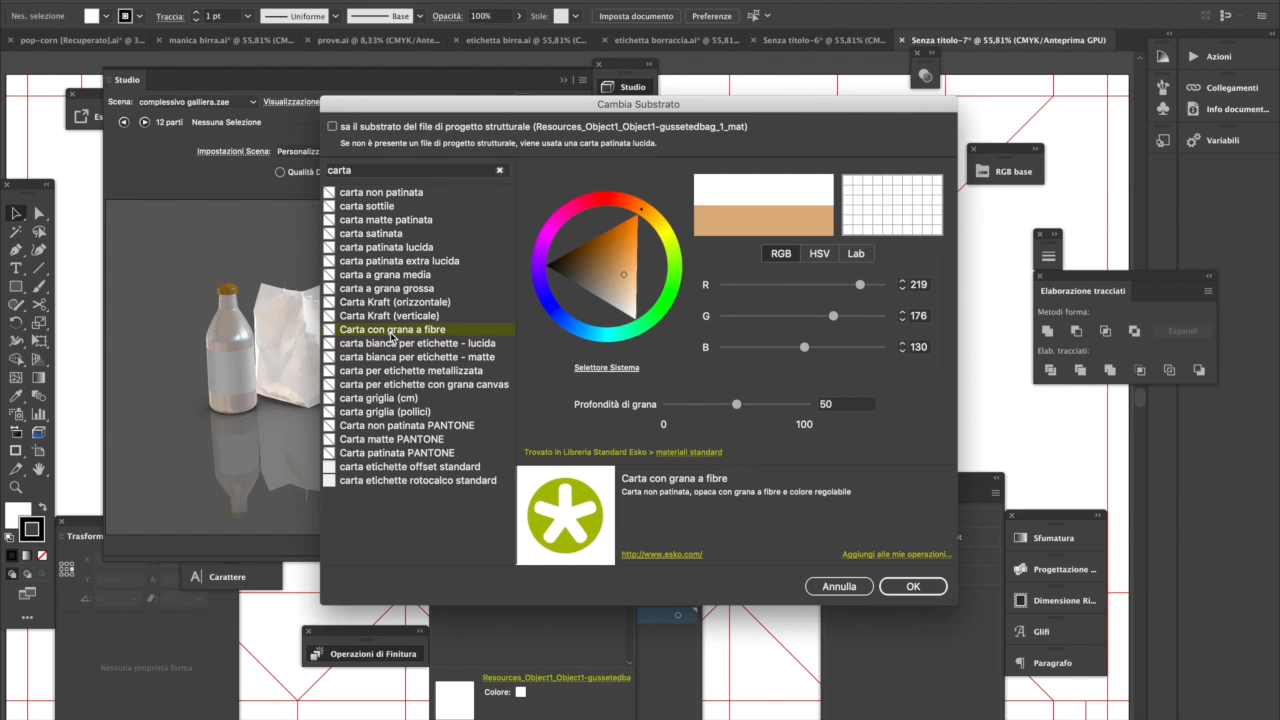 Nes. selezione
Traccia:
1 pt
Uniforme
Base
Opacità:
100%
Stile:
Imposta documento
Preferenze
pop-corn [Recuperato].ai* @ 3...
manica birra.ai* @ 55,81% (CM...
prove.ai @ 8,33% (CMYK/Ante...
etichetta birra.ai @ 55,81% (C...
etichetta borraccia.ai* @ 55,81...
Senza titolo-6* @ 55,81% (CM...
Senza titolo-7* @ 55,81% (CMYK/Anteprima GPU)
Studio
Scena:
complessivo galliera.zae
Visualizzazione
12 parti
Nessuna Selezione
Impostazioni Scena:
Personalizz
Qualità D
Es
Studio
Cambia Substrato
sa il substrato del file di progetto strutturale (Resources_Object1_Object1-gussetedbag_1_mat)
Se non è presente un file di progetto strutturale, viene usata una carta patinata lucida.
carta
carta non patinata
carta sottile
carta matte patinata
carta satinata
carta patinata lucida
carta patinata extra lucida
carta a grana media
carta a grana grossa
Carta Kraft (orizzontale)
Carta Kraft (verticale)
Carta con grana a fibre
carta bianca per etichette - lucida
carta bianca per etichette - matte
carta per etichette metallizzata
carta per etichette con grana canvas
carta griglia (cm)
carta griglia (pollici)
Carta non patinata PANTONE
Carta matte PANTONE
Carta patinata PANTONE
carta etichette offset standard
carta etichette rotocalco standard
Selettore Sistema
RGB
HSV
Lab
R
219
G
176
B
130
Profondità di grana
50
0
100
Trovato in Libreria Standard Esko > materiali standard
Carta con grana a fibre
Carta non patinata, opaca con grana a fibre e colore regolabile
http://www.esko.com/
Aggiungi alle mie operazioni...
Annulla
OK
Azioni
Collegamenti
Info document...
Variabili
RGB base
Elaborazione tracciati
Metodi forma:
Espandi
Elab. tracciati:
Sfumatura
Progettazione ...
Dimensione Ri...
Glifi
Paragrafo
Trasform
X:
Y:
Nessuna proprietà forma
Carattere
Operazioni di Finitura
Resources_Object1_Object1-gussetedba
Colore: